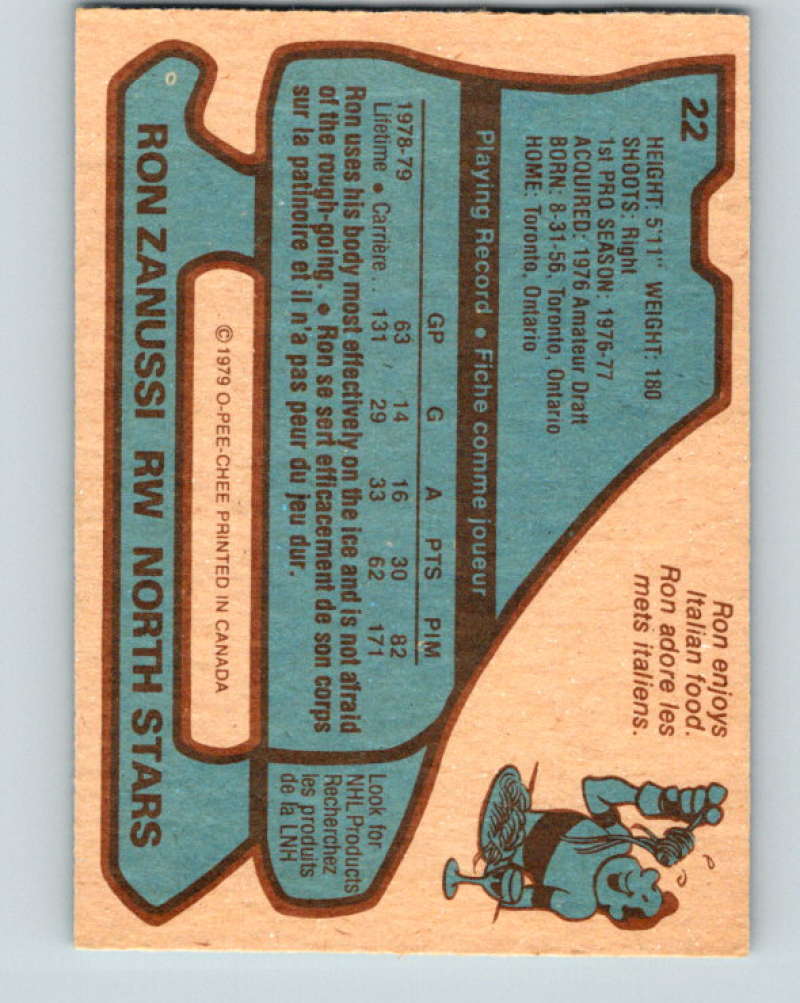 22
HEIGHT: 5'11" WEIGHT: 180
SHOOTS: Right
1st PRO SEASON: 1976-77
ACQUIRED: 1976 Amateur Draft
BORN: 8-31-56, Toronto, Ontario
HOME: Toronto, Ontario
Ron enjoys
Italian food.
Ron adore les
mets italiens.
Playing Record • Fiche comme joueur
GP G A PTS PIM
1978-79 63 14 16 30 82
Lifetime • Carrière... 131 29 33 62 171
Ron uses his body most effectively on the ice and is not afraid
of the rough-going. • Ron se sert efficacement de son corps
sur la patinoire et il n'a pas peur du jeu dur.
Look for
NHL Products
Recherchez
les produits
de la LNH
© 1979 O-PEE-CHEE PRINTED IN CANADA
RON ZANUSSI RW NORTH STARS